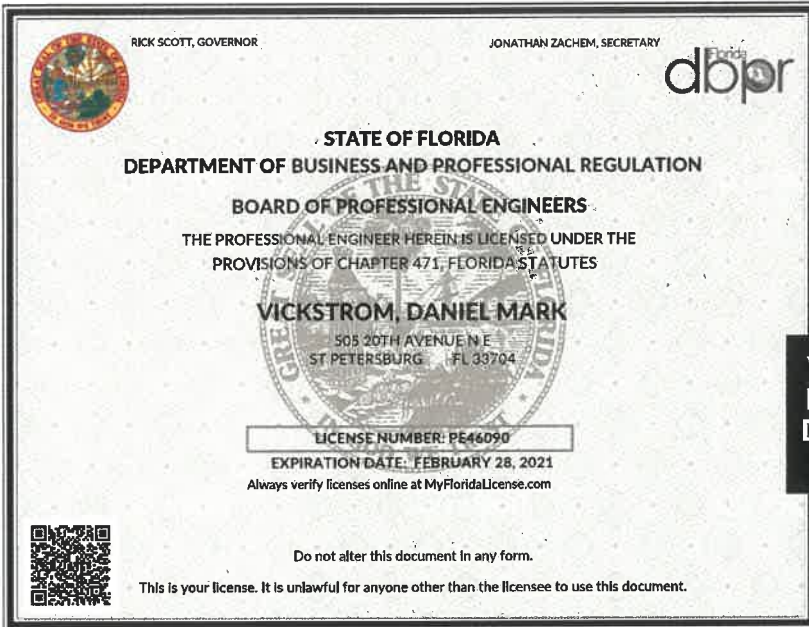 RICK SCOTT, GOVERNOR
JONATHAN ZACHEM, SECRETARY
Florida
dbpr
STATE OF FLORIDA
DEPARTMENT OF BUSINESS AND PROFESSIONAL REGULATION
BOARD OF PROFESSIONAL ENGINEERS
THE PROFESSIONAL ENGINEER HEREIN IS LICENSED UNDER THE
PROVISIONS OF CHAPTER 471, FLORIDA STATUTES
VICKSTROM, DANIEL MARK
505 20TH AVENUE N E
ST PETERSBURG FL 33704
LICENSE NUMBER: PE46090
EXPIRATION DATE: FEBRUARY 28, 2021
Always verify licenses online at MyFloridaLicense.com
Do not alter this document in any form.
This is your license. It is unlawful for anyone other than the licensee to use this document.